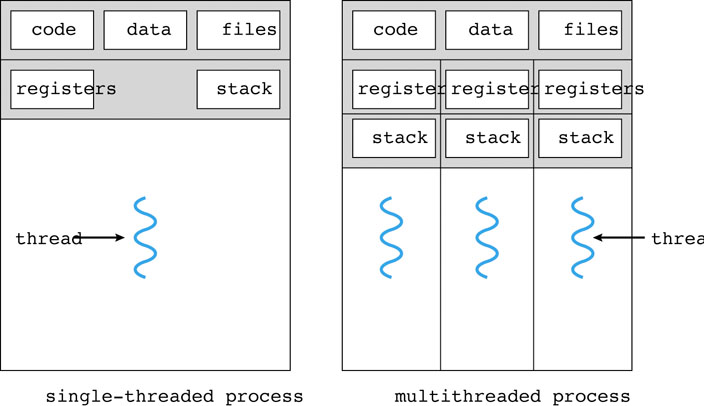 code data files
registers stack
thread
single-threaded process
code data files
register register registers
stack stack stack
threa
multithreaded process